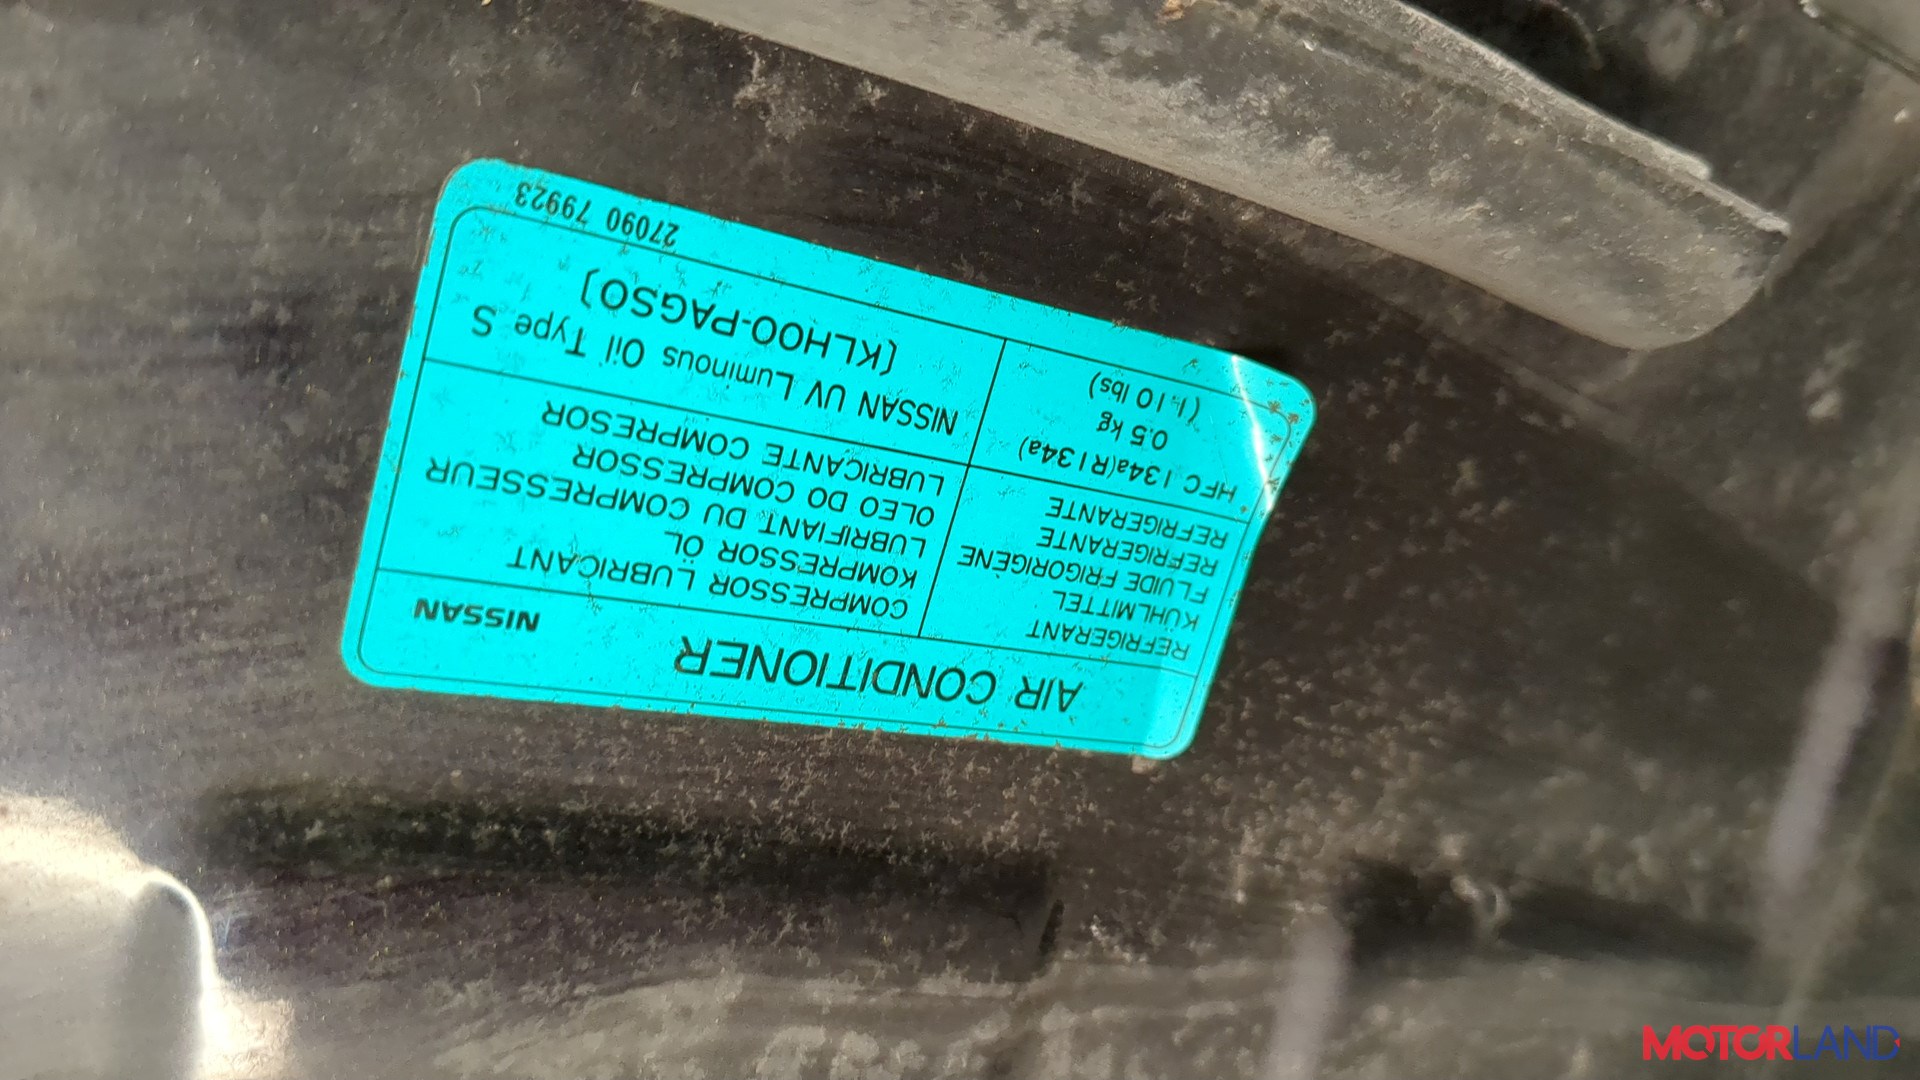 AIR CONDITIONER NISSAN
REFRIGERANT
KÜHLMITTEL
FLUIDE FRIGORIGÈNE
REFRIGERANTE
REFRIGERANTE
COMPRESSOR LUBRICANT
KOMPRESSOR ÖL
LUBRIFIANT DU COMPRESSEUR
OLEO DO COMPRESSOR
LUBRICANTE COMPRESOR
HFC 134a(R134a)
0.5 kg
(1.10 lbs)
NISSAN UV Luminous Oil Type S
(KLHOO-PAGSO)
27090 79923
MOTORLAND